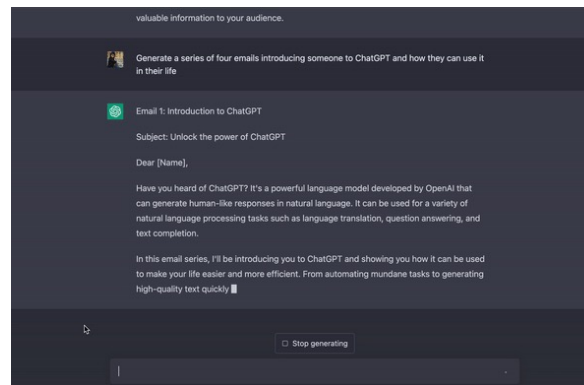 valuable information to your audience.
Generate a series of four emails introducing someone to ChatGPT and how they can use it
in their life
Email 1: Introduction to ChatGPT
Subject: Unlock the power of ChatGPT
Dear [Name],
Have you heard of ChatGPT? It's a powerful language model developed by OpenAI that
can generate human-like responses in natural language. It can be used for a variety of
natural language processing tasks such as language translation, question answering, and
text completion.
In this email series, I'll be introducing you to ChatGPT and showing you how it can be used
to make your life easier and more efficient. From automating mundane tasks to generating
high-quality text quickly
Stop generating